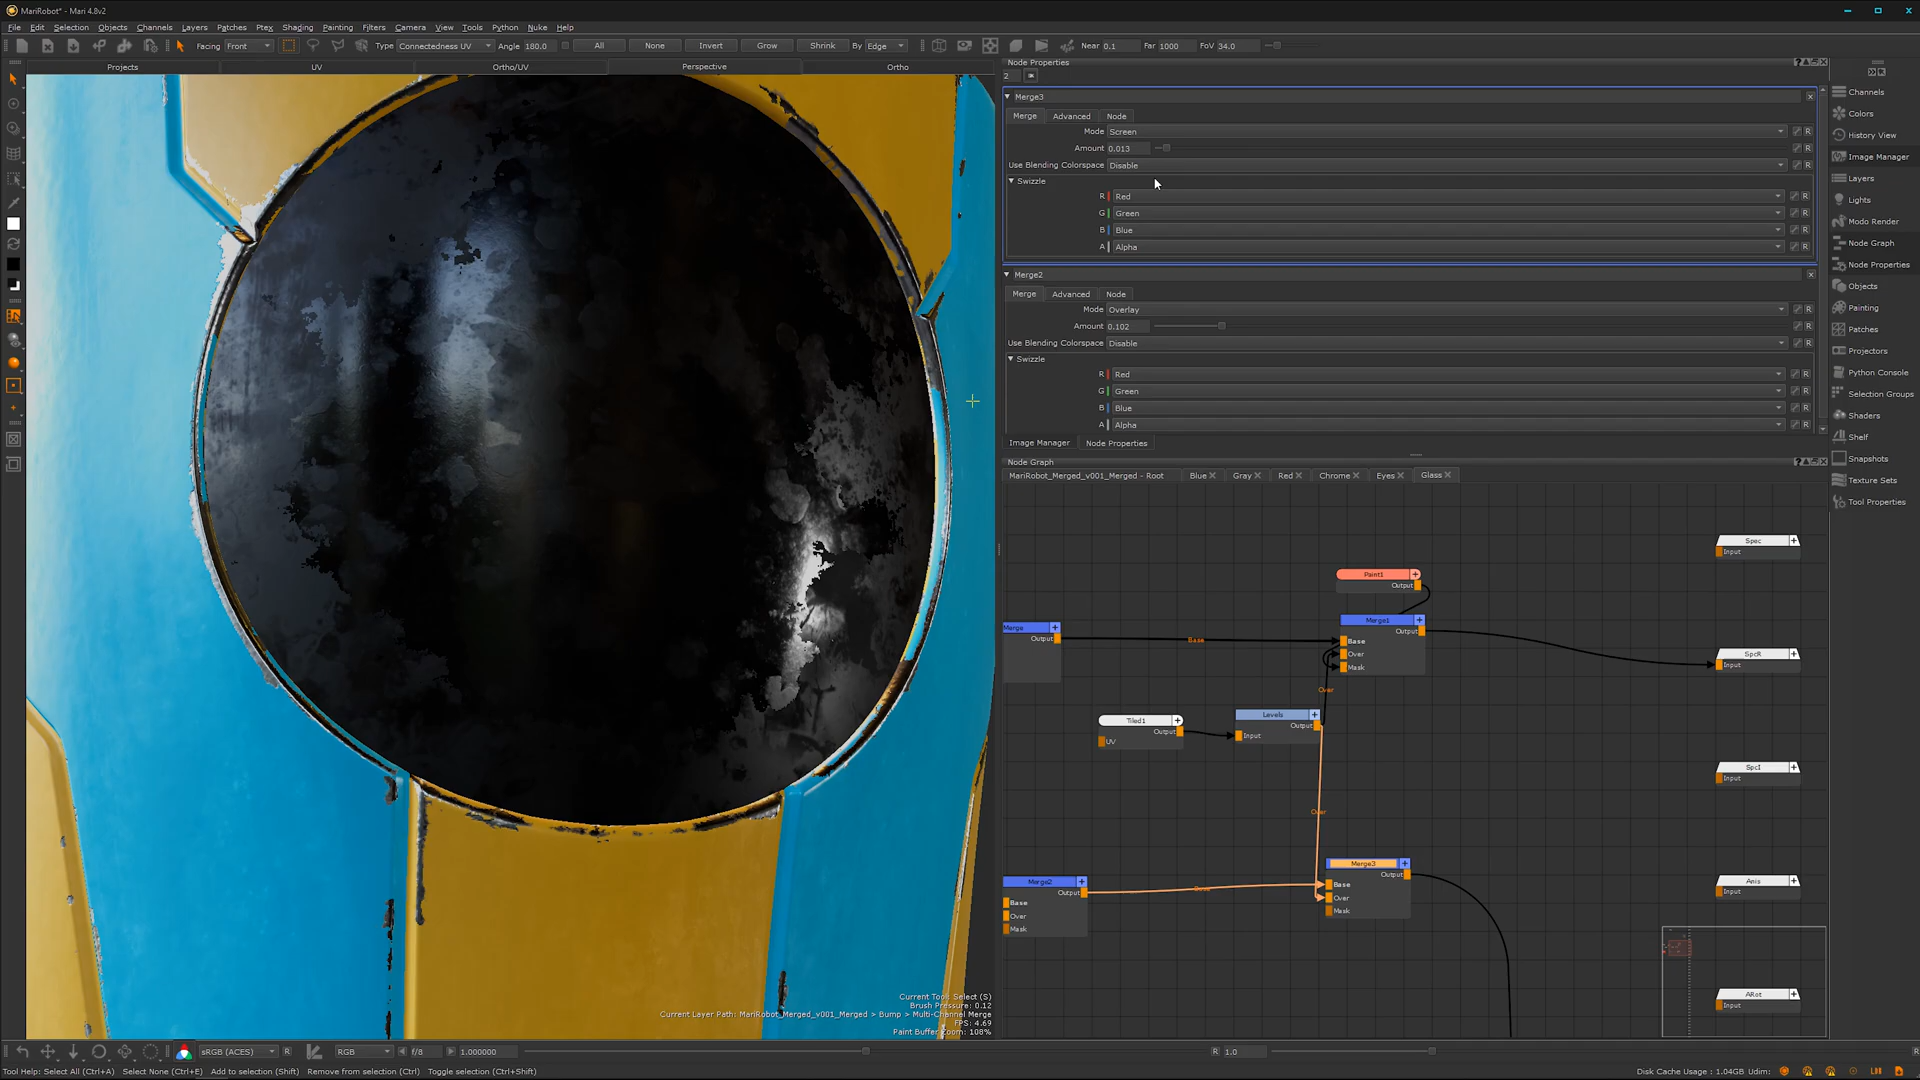 MariRobot* - Mari 4.8v2
File Edit Selection Objects Channels Layers Patches Ptex Shading Painting Filters Camera View Tools Python Nuke Help
Facing Front Type Connectedness UV Angle 180.0 All None Invert Grow Shrink By Edge Near 0.1 Far 1000 FoV 34.0
Projects UV Ortho/UV Perspective Ortho
Node Properties
2
Merge3
Merge Advanced Node
Mode Screen R
Amount 0.013 R
Use Blending Colorspace Disable R
Swizzle
R Red R
G Green R
B Blue R
A Alpha R
Merge2
Merge Advanced Node
Mode Overlay R
Amount 0.102 R
Use Blending Colorspace Disable R
Swizzle
R Red R
G Green R
B Blue R
A Alpha R
Image Manager Node Properties
Node Graph
MariRobot_Merged_v001_Merged - Root Blue Gray Red Chrome Eyes Glass
Spec
Input
Paint1
Output
Merge
Output
Base
Merge1
Output
Base
Over
Mask
SpcR
Input
Over
Tiled1
Output
UV
Levels
Output
Input
SpcI
Input
Over
Merge2
Output
Base
Over
Mask
Base
Merge3
Output
Base
Over
Mask
Anis
Input
ARot
Input
Channels
Colors
History View
Image Manager
Layers
Lights
Modo Render
Node Graph
Node Properties
Objects
Painting
Patches
Projectors
Python Console
Selection Groups
Shaders
Shelf
Snapshots
Texture Sets
Tool Properties
Current Tool: Select (S)
Brush Pressure: 0.12
Current Layer Path: MariRobot_Merged_v001_Merged > Bump > Multi-Channel Merge
FPS: 4.69
Paint Buffer Zoom: 108%
sRGB (ACES) R RGB f/8 1.000000 R 1.0 R
Tool Help: Select All (Ctrl+A) Select None (Ctrl+E) Add to selection (Shift) Remove from selection (Ctrl) Toggle selection (Ctrl+Shift) Disk Cache Usage : 1.04GB Udim: